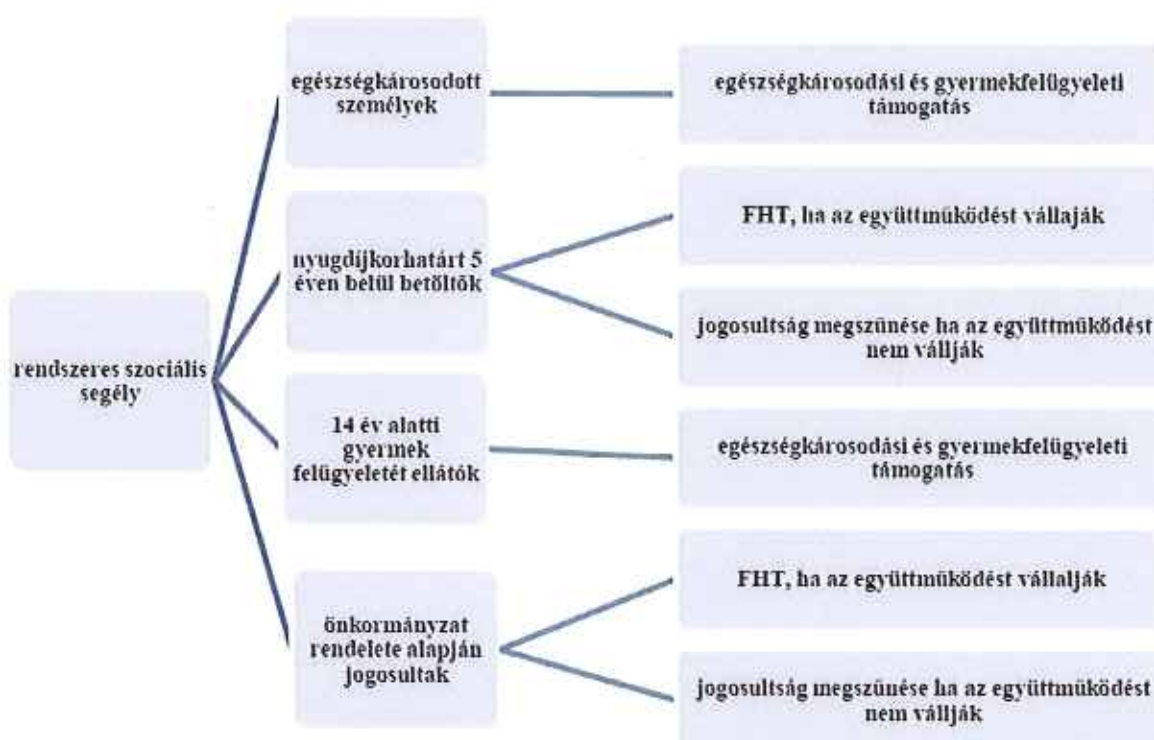 rendszeres szociális
segély
egészségkárosodott
személyek
egészségkárosodási és gyermekfelügyeleti
támogatás
nyugdíjkorhatárt 5
éven belül betöltők
FHT, ha az együttműködést vállaják
jogosultság megszűnése ha az együttműködést
nem vállják
14 év alatti
gyermek
felügyeletét ellátók
egészségkárosodási és gyermekfelügyeleti
támogatás
önkormányzat
rendelete alapján
jogosultak
FHT, ha az együttműködést vállalják
jogosultság megszűnése ha az együttműködést
nem vállják